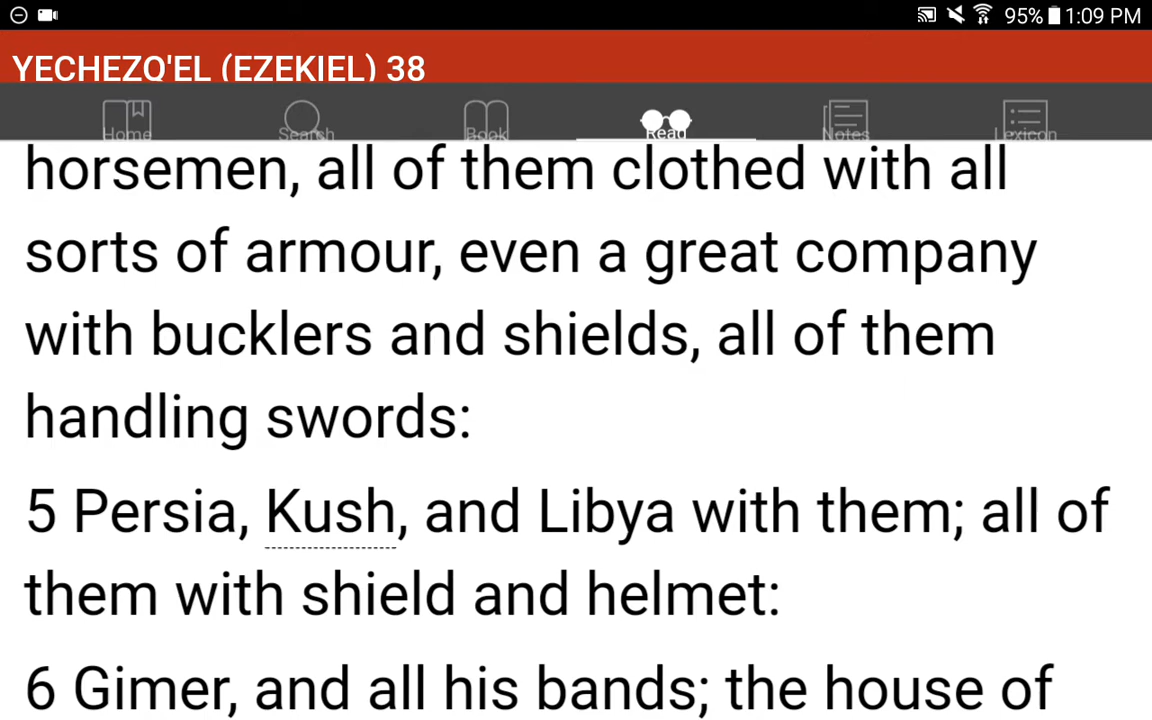 95% 1:09 PM
YECHEZQ'EL (EZEKIEL) 38
Home Search Book Read Notes Lexicon
horsemen, all of them clothed with all
sorts of armour, even a great company
with bucklers and shields, all of them
handling swords:
5 Persia, Kush, and Libya with them; all of
them with shield and helmet:
6 Gimer, and all his bands; the house of